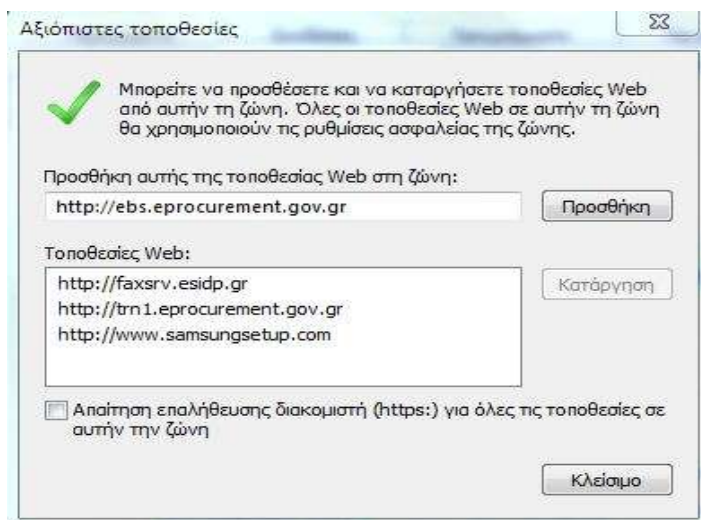 Αξιόπιστες τοποθεσίες
Μπορείτε να προσθέσετε και να καταργήσετε τοποθεσίες Web
από αυτήν τη ζώνη. Όλες οι τοποθεσίες Web σε αυτήν τη ζώνη
θα χρησιμοποιούν τις ρυθμίσεις ασφαλείας της ζώνης.
Προσθήκη αυτής της τοποθεσίας Web στη ζώνη:
http://ebs.eprocurement.gov.gr
Προσθήκη
Τοποθεσίες Web:
http://faxsrv.esidp.gr
http://trn1.eprocurement.gov.gr
http://www.samsungsetup.com
Κατάργηση
Απαίτηση επαλήθευσης διακομιστή (https:) για όλες τις τοποθεσίες σε
αυτήν την ζώνη
Κλείσιμο